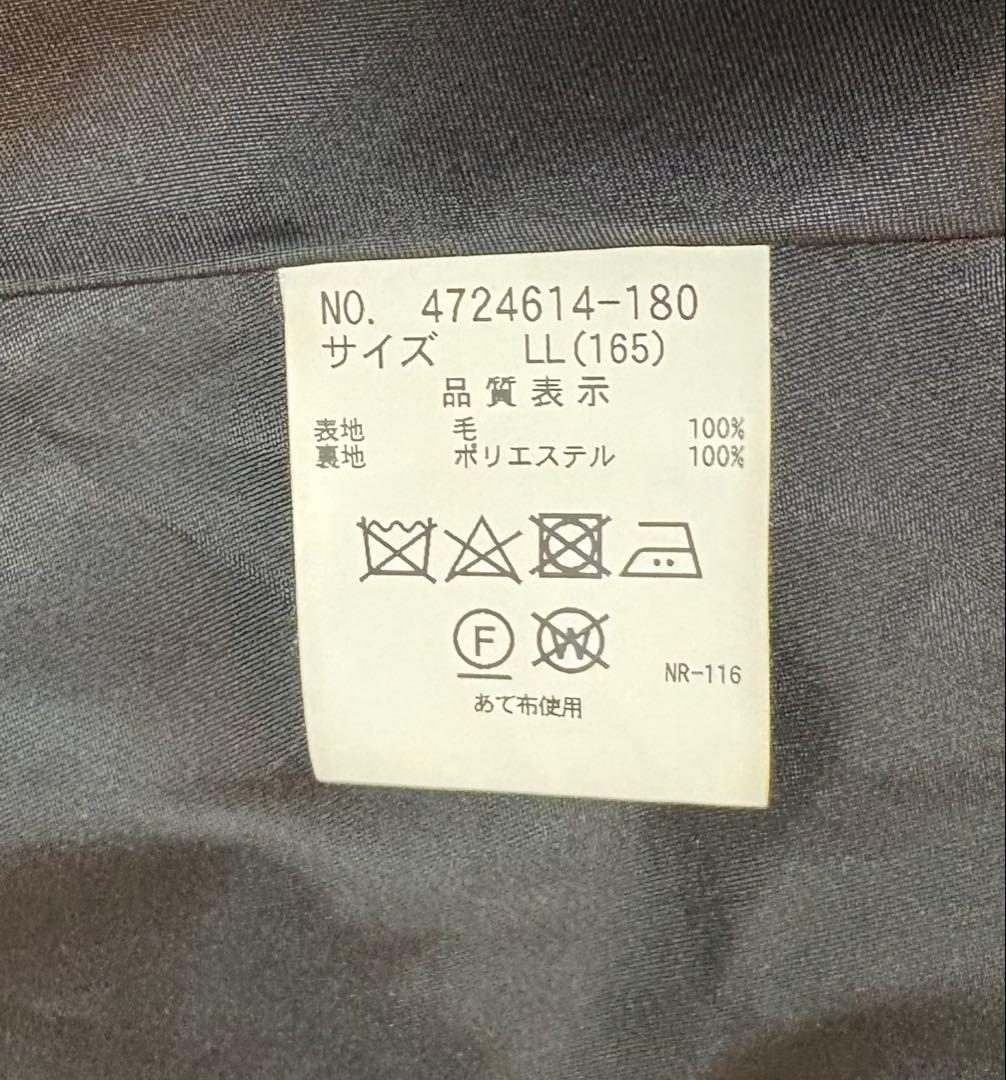 NO. 4724614-180
サイズ LL(165)
品質表示
表地 毛 100%
裏地 ポリエステル 100%
F W
NR-116
あて布使用